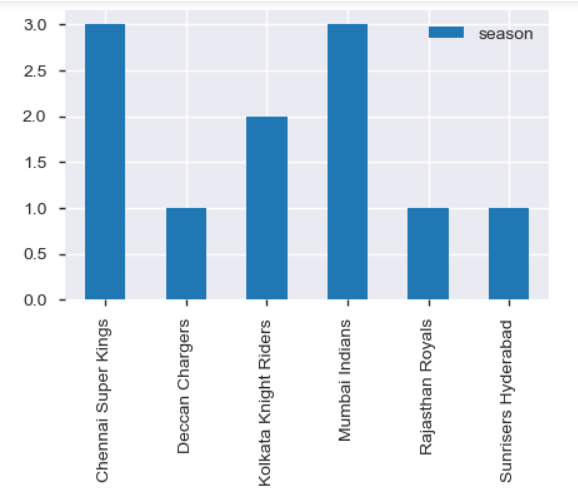 3.0
2.5
2.0
1.5
1.0
0.5
0.0
season
Chennai Super Kings
Deccan Chargers
Kolkata Knight Riders
Mumbai Indians
Rajasthan Royals
Sunrisers Hyderabad